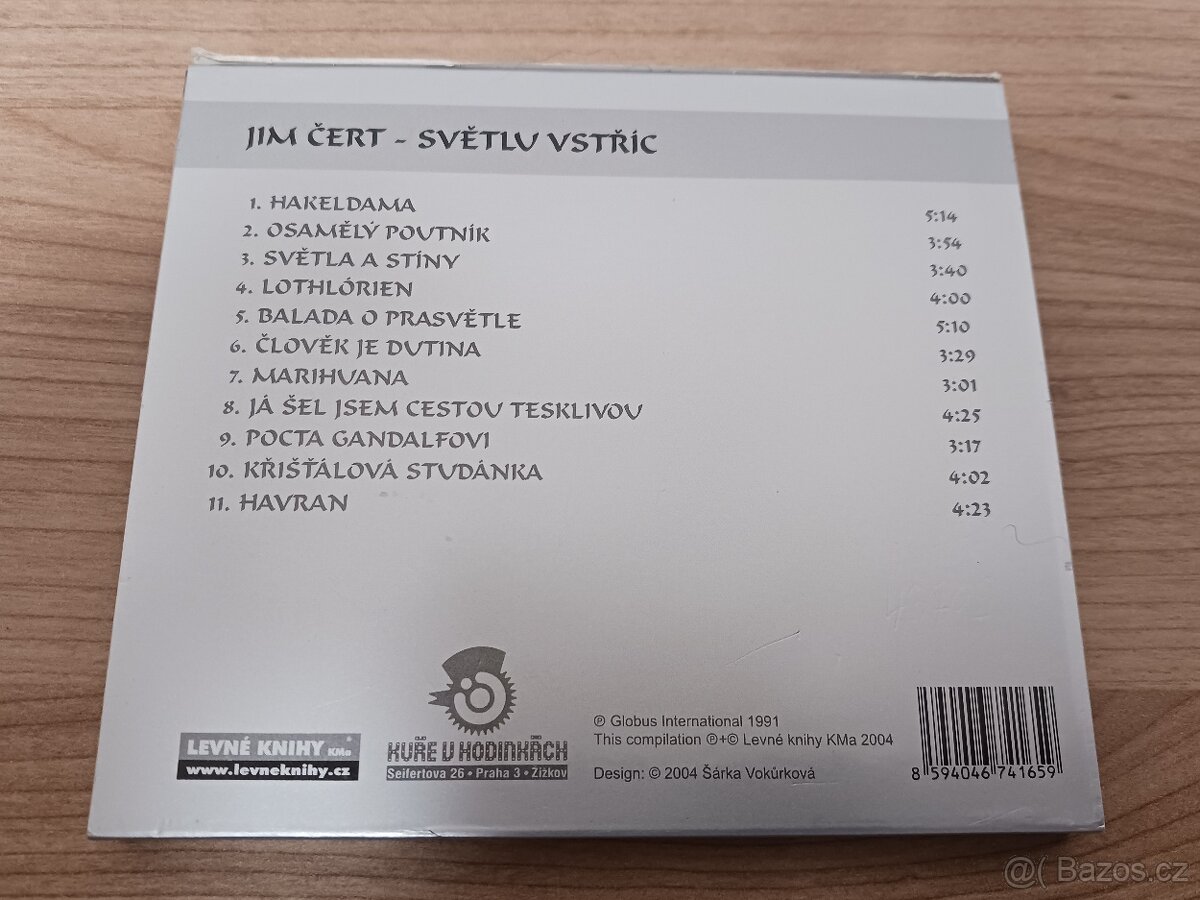 JIM ČERT - SVĚTLU VSTŘÍC
1. HAKELDAMA 5:14
2. OSAMĚLÝ POUTNÍK 3:54
3. SVĚTLA A STÍNY 3:40
4. LOTHLÓRIEN 4:00
5. BALADA O PRASVĚTLE 5:10
6. ČLOVĚK JE DUTINA 3:29
7. MARIHUANA 3:01
8. JÁ ŠEL JSEM CESTOU TESKLIVOU 4:25
9. POCTA GANDALFOVI 3:17
10. KŘIŠŤÁLOVÁ STUDÁNKA 4:02
11. HAVRAN 4:23
LEVNÉ KNIHY KMa
www.levneknihy.cz
KUŘE V HODINKÁCH
Seifertova 26 • Praha 3 • Žižkov
℗ Globus International 1991
This compilation ℗+© Levné knihy KMa 2004
Design: © 2004 Šárka Vokůrková
8 594046 741659
@( Bazos.cz